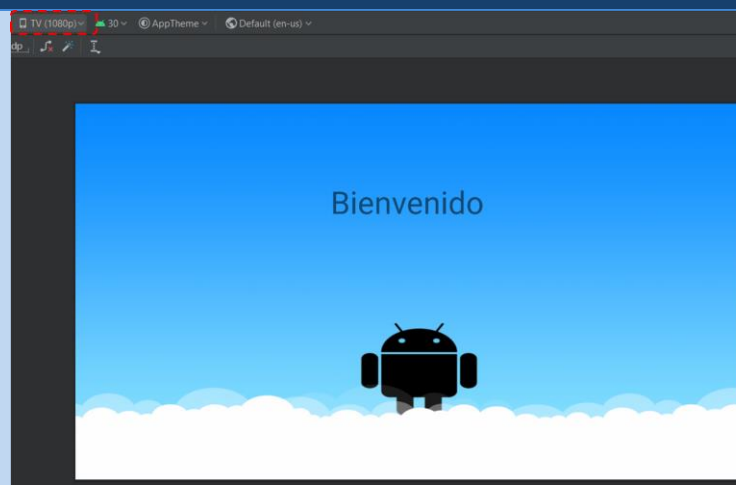 TV (1080p) 30 AppTheme Default (en-us)
dp
Bienvenido